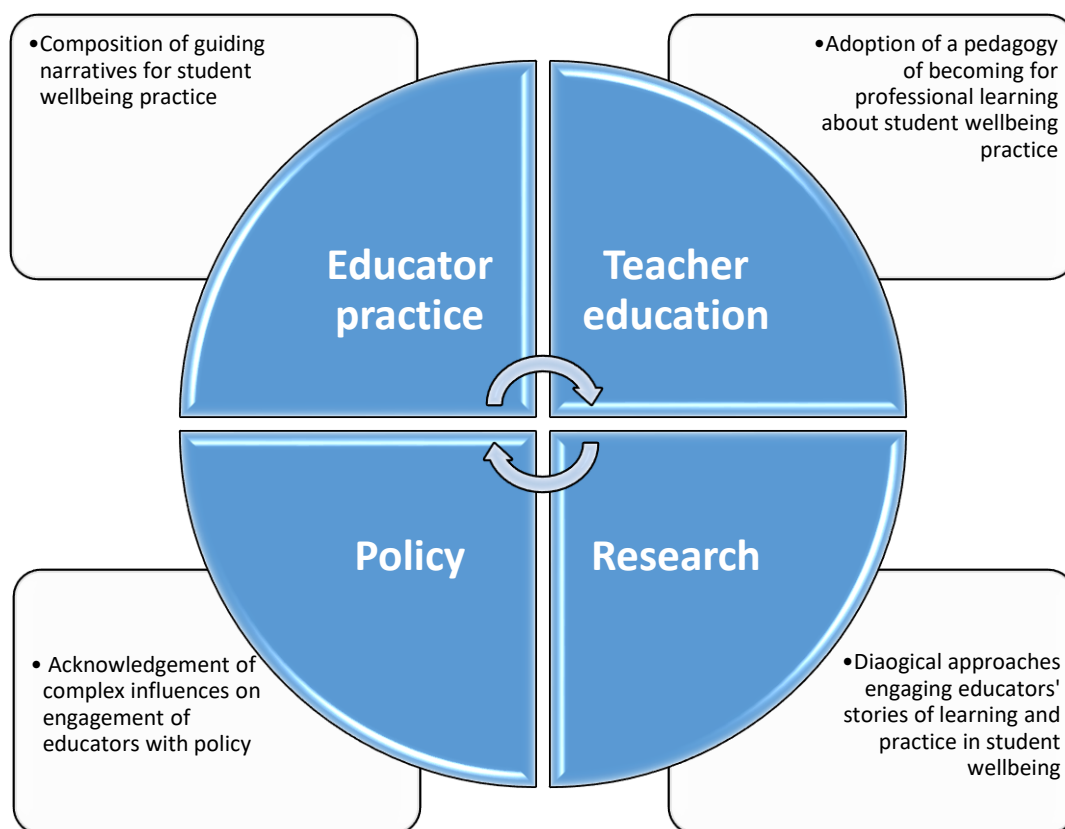 •Composition of guiding
narratives for student
wellbeing practice
•Adoption of a pedagogy
of becoming for
professional learning
about student wellbeing
practice
Educator
practice
Teacher
education
Policy
Research
• Acknowledgement of
complex influences on
engagement of
educators with policy
•Diaogical approaches
engaging educators'
stories of learning and
practice in student
wellbeing